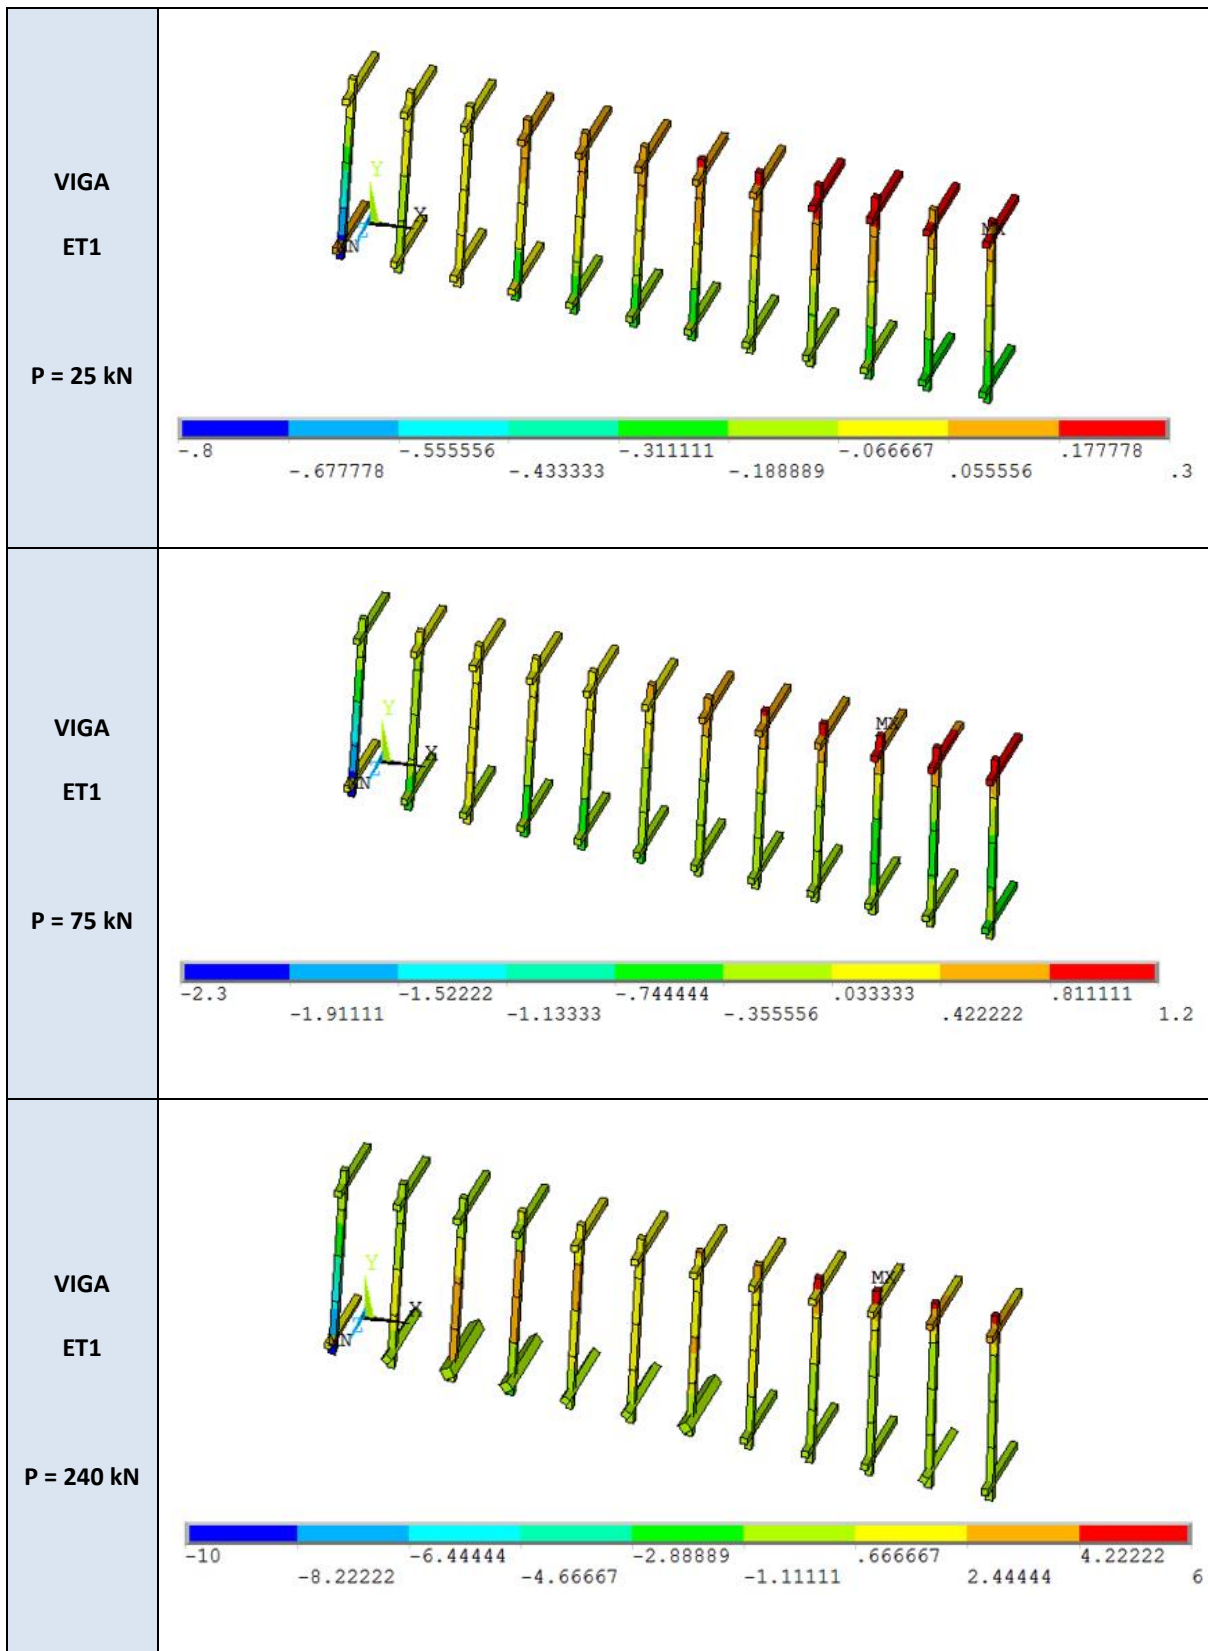 VIGA
ET1
P = 25 kN
Y
X
Z
N
MX
-.8
-.677778
-.555556
-.433333
-.311111
-.188889
-.066667
.055556
.177778
.3
VIGA
ET1
P = 75 kN
Y
X
Z
N
MX
-2.3
-1.91111
-1.52222
-1.13333
-.744444
-.355556
.033333
.422222
.811111
1.2
VIGA
ET1
P = 240 kN
Y
X
Z
N
MX
-10
-8.22222
-6.44444
-4.66667
-2.88889
-1.11111
.666667
2.44444
4.22222
6